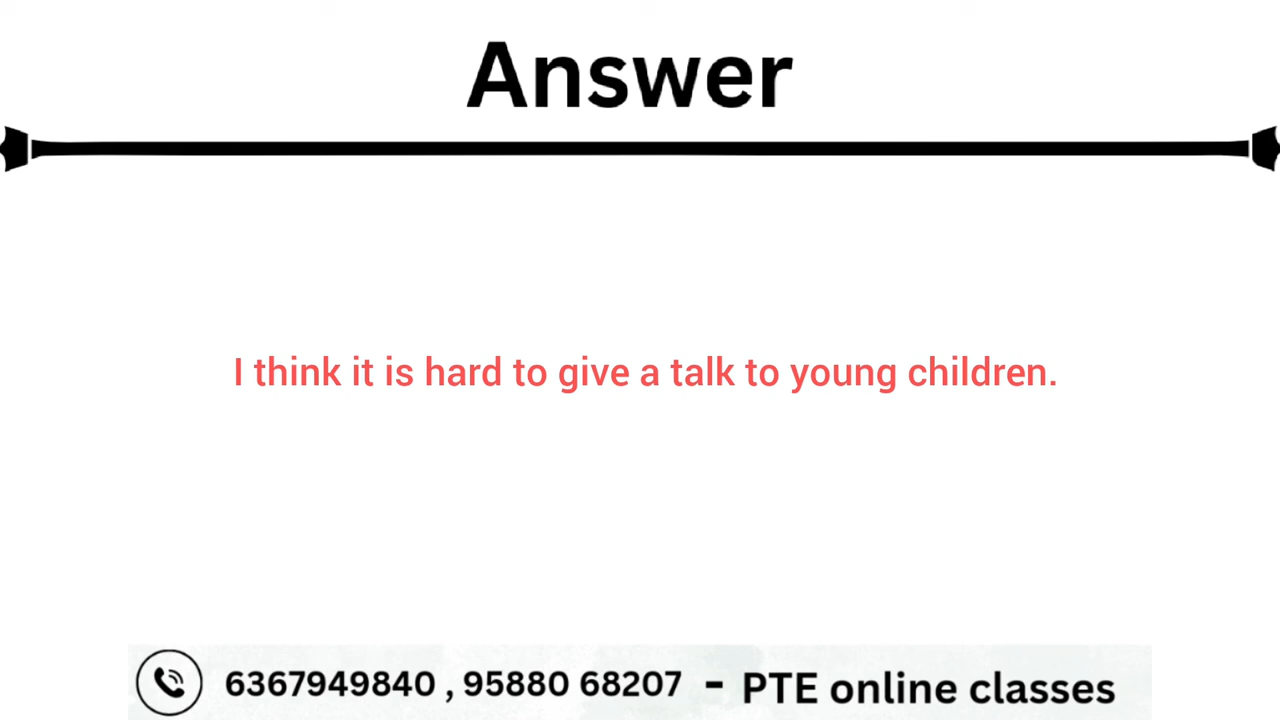 Answer
I think it is hard to give a talk to young children.
6367949840 , 95880 68207 - PTE online classes